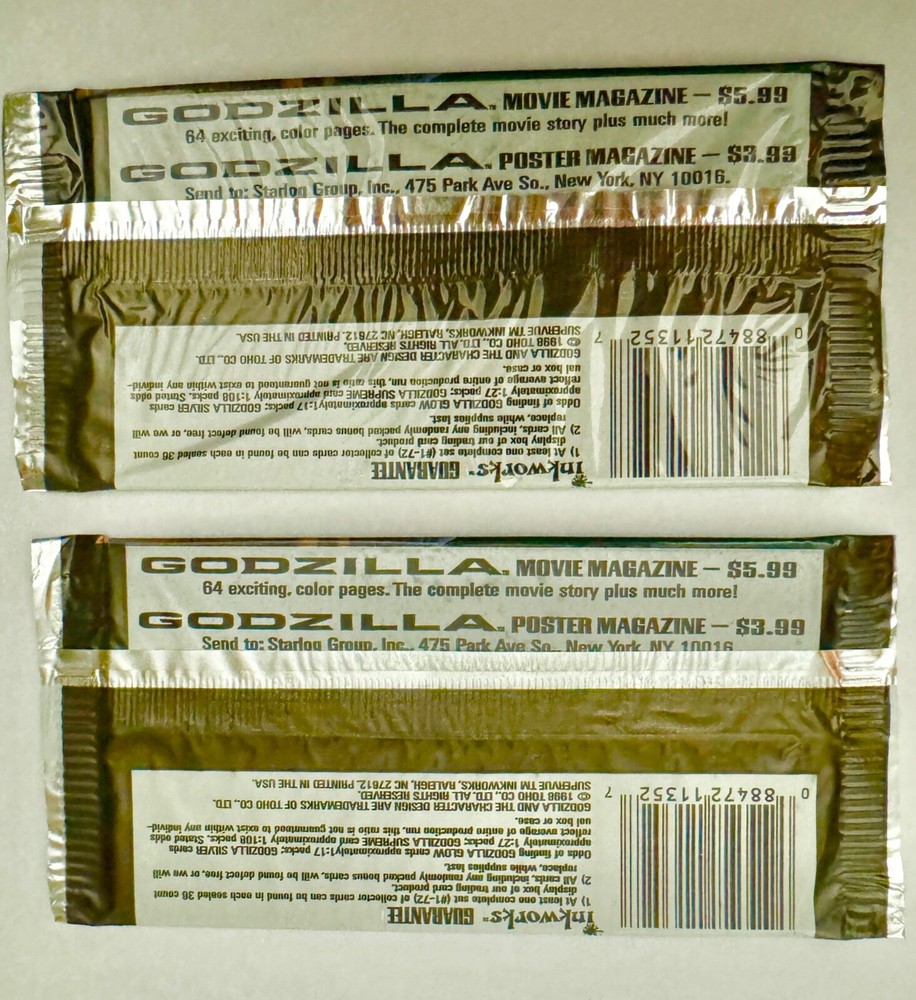 GODZILLA™ MOVIE MAGAZINE — $5.99
64 exciting, color pages. The complete movie story plus much more!
GODZILLA™ POSTER MAGAZINE — $3.99
Send to: Starlog Group, Inc., 475 Park Ave So., New York, NY 10016.
inkworks™ GUARANTEE
1) At least one complete set (#1-72) of collector cards can be found in each sealed 36 count
display box of our trading card product.
2) All cards, including any randomly packed bonus cards, will be found defect free, or we will
replace, while supplies last.
Odds of finding GODZILLA GLOW cards approximately1:17 packs; GODZILLA SILVER cards
approximately 1:27 packs; GODZILLA SUPREME card approximately 1:108 packs. Stated odds
reflect average of entire production run, this ratio is not guaranteed to exist within any individ-
ual box or case.
GODZILLA AND THE CHARACTER DESIGN ARE TRADEMARKS OF TOHO CO., LTD.
© 1998 TOHO CO., LTD. ALL RIGHTS RESERVED.
SUPERVUE TM INKWORKS, RALEIGH, NC 27612. PRINTED IN THE USA.
0 88472 11352 7
GODZILLA™ MOVIE MAGAZINE — $5.99
64 exciting, color pages. The complete movie story plus much more!
GODZILLA™ POSTER MAGAZINE — $3.99
Send to: Starlog Group, Inc., 475 Park Ave So., New York, NY 10016.
inkworks™ GUARANTEE
1) At least one complete set (#1-72) of collector cards can be found in each sealed 36 count
display box of our trading card product.
2) All cards, including any randomly packed bonus cards, will be found defect free, or we will
replace, while supplies last.
Odds of finding GODZILLA GLOW cards approximately1:17 packs; GODZILLA SILVER cards
approximately 1:27 packs; GODZILLA SUPREME card approximately 1:108 packs. Stated odds
reflect average of entire production run, this ratio is not guaranteed to exist within any individ-
ual box or case.
GODZILLA AND THE CHARACTER DESIGN ARE TRADEMARKS OF TOHO CO., LTD.
© 1998 TOHO CO., LTD. ALL RIGHTS RESERVED.
SUPERVUE TM INKWORKS, RALEIGH, NC 27612. PRINTED IN THE USA.
0 88472 11352 7